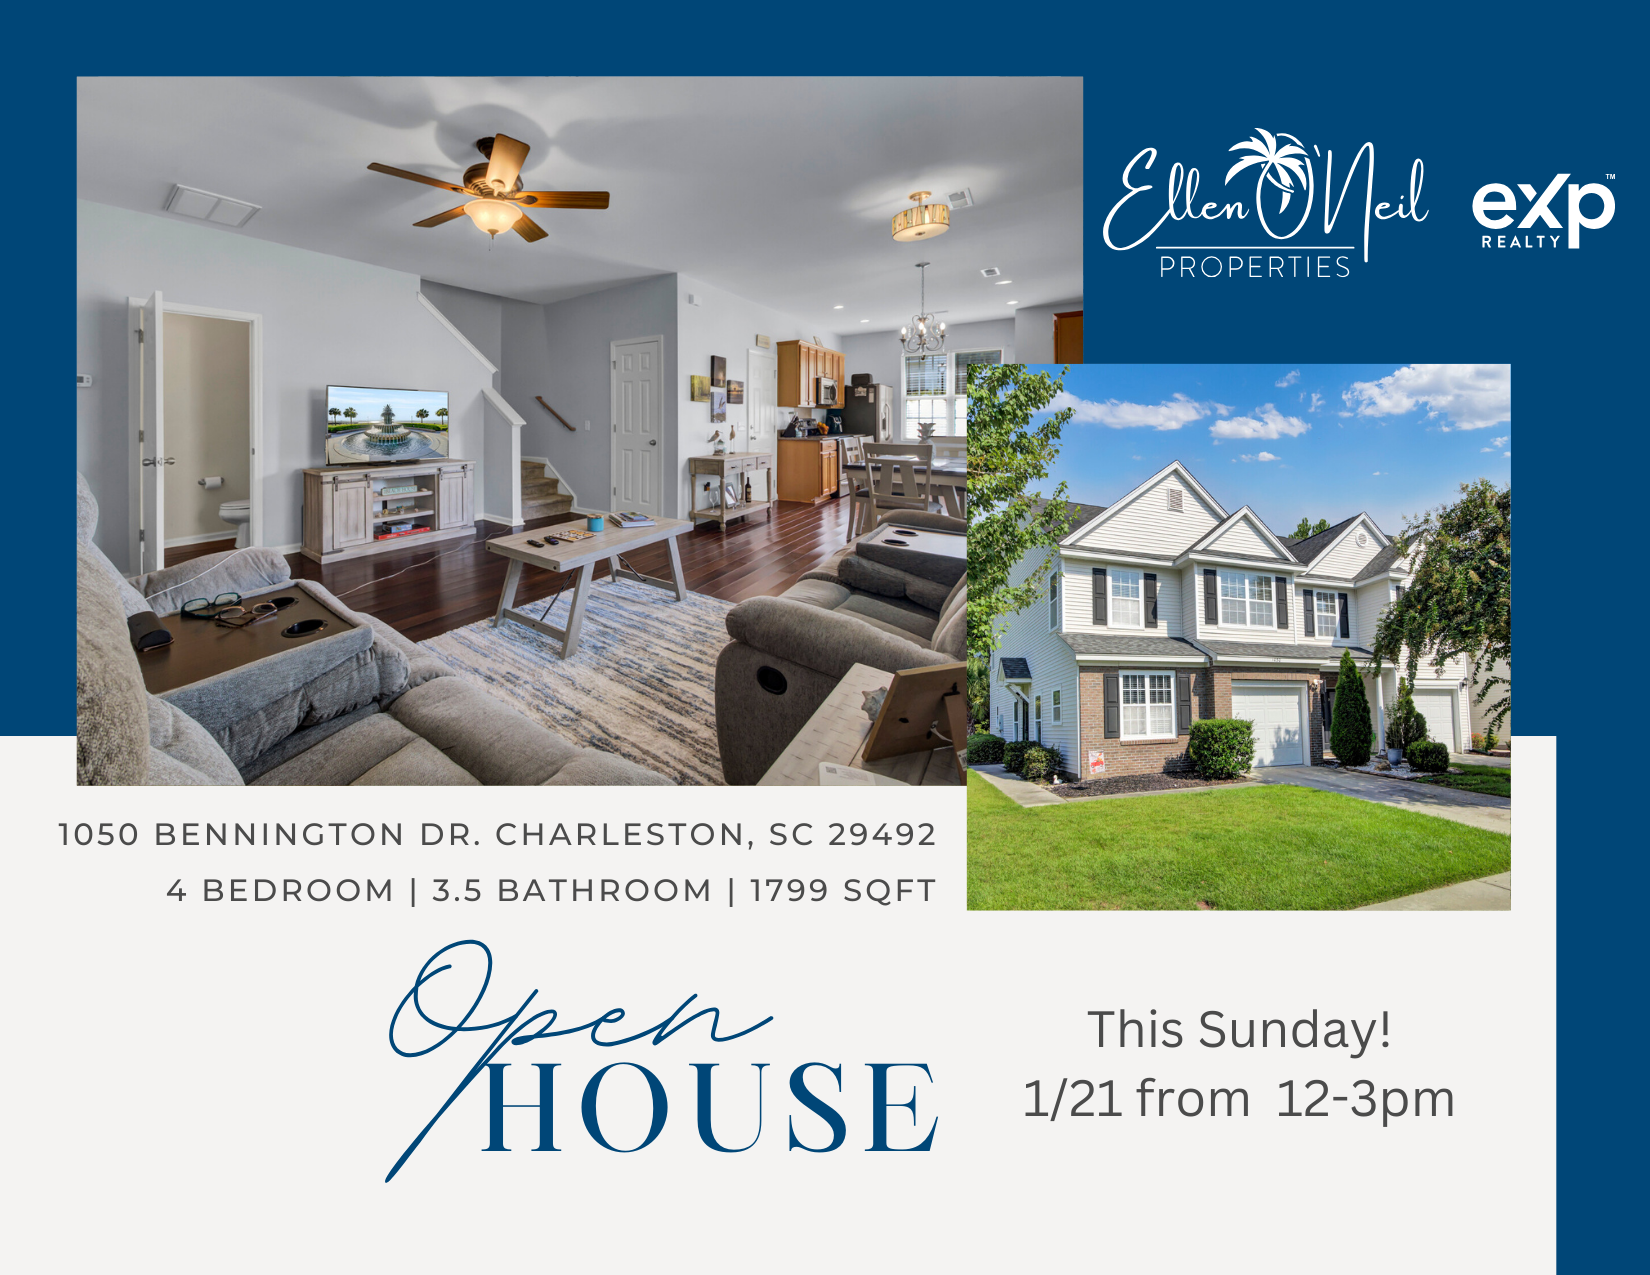 Ellen O'Neil
PROPERTIES
eXp™
REALTY
1050 BENNINGTON DR. CHARLESTON, SC 29492
4 BEDROOM | 3.5 BATHROOM | 1799 SQFT
Open
HOUSE
This Sunday!
1/21 from 12-3pm